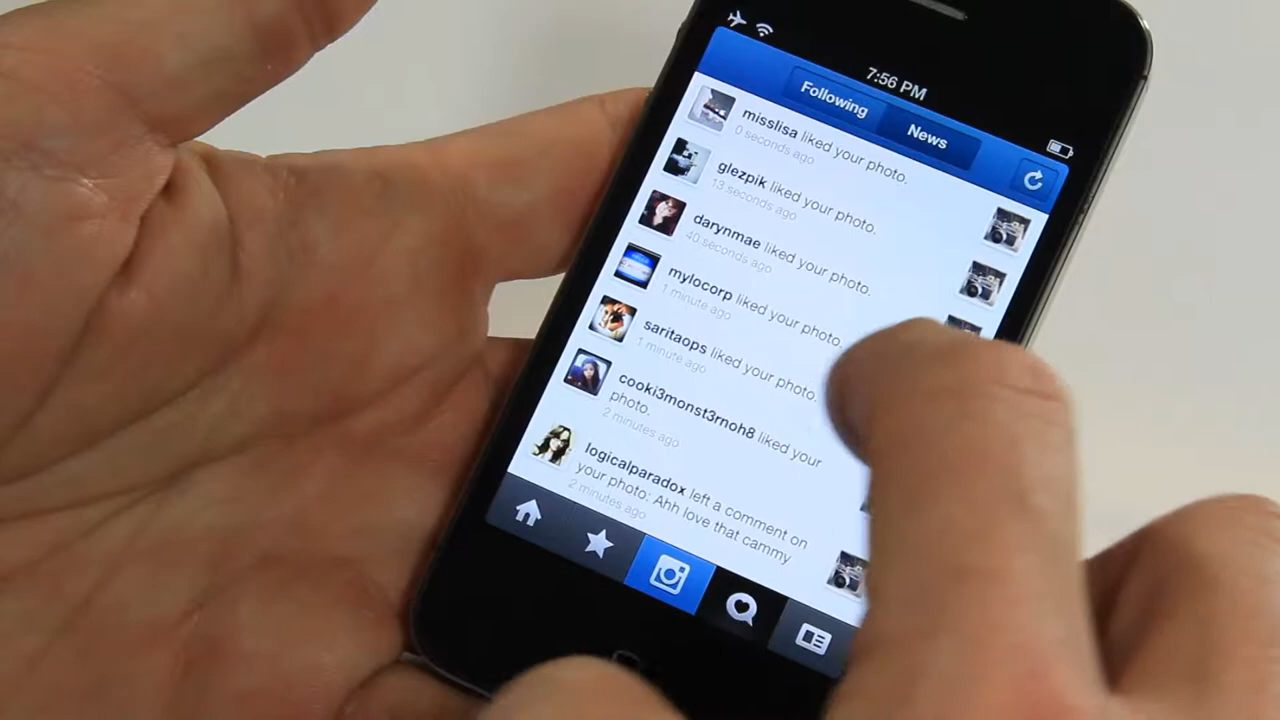 7:56 PM
Following
News
misslisa liked your photo.
0 seconds ago
glezpik liked your photo.
13 seconds ago
darynmae liked your photo.
40 seconds ago
mylocorp liked your photo.
1 minute ago
saritaops liked your photo.
1 minute ago
cooki3monst3rnoh8 liked your
photo.
2 minutes ago
logicalparadox left a comment on
your photo: Ahh love that cammy
2 minutes ago